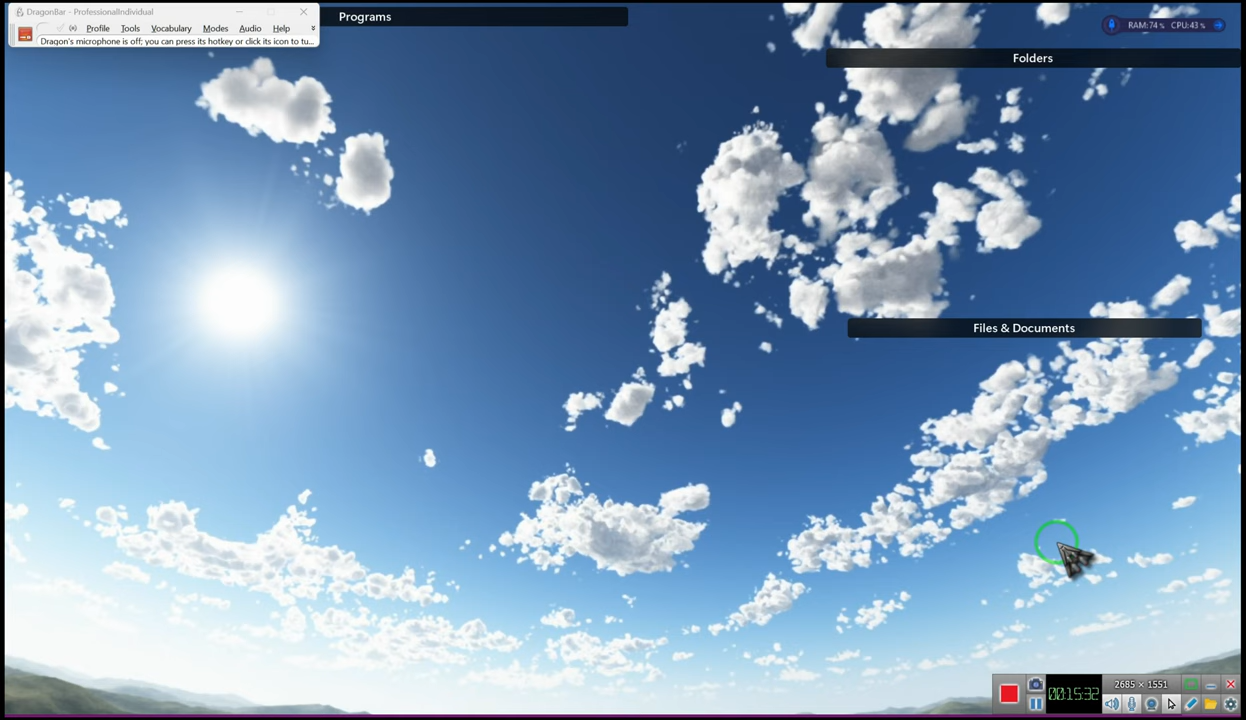 DragonBar - ProfessionalIndividual
Profile Tools Vocabulary Modes Audio Help
Dragon's microphone is off; you can press its hotkey or click its icon to tu...
Programs
RAM:74% CPU:43%
Folders
Files & Documents
2685 × 1551
00:15:32